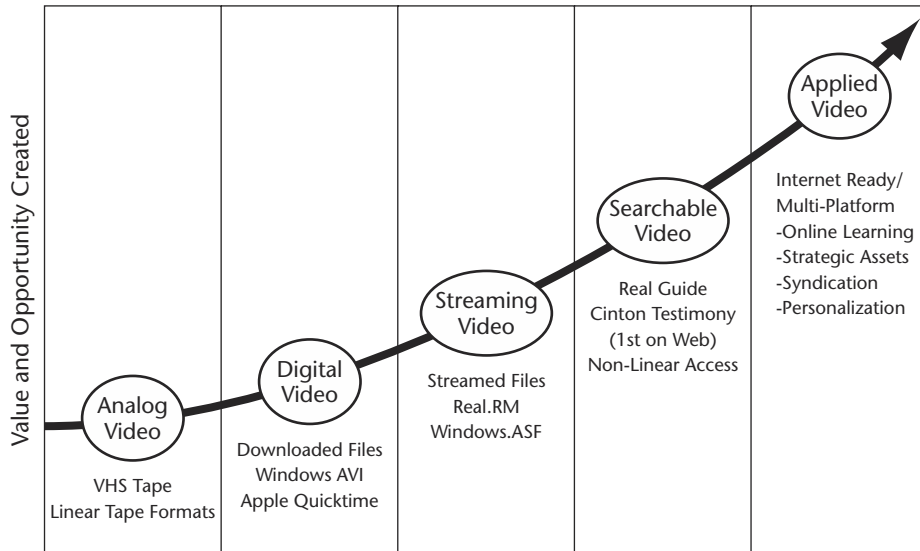 Value and Opportunity Created
Analog
Video
VHS Tape
Linear Tape Formats
Digital
Video
Downloaded Files
Windows AVI
Apple Quicktime
Streaming
Video
Streamed Files
Real.RM
Windows.ASF
Searchable
Video
Real Guide
Cinton Testimony
(1st on Web)
Non-Linear Access
Applied
Video
Internet Ready/
Multi-Platform
-Online Learning
-Strategic Assets
-Syndication
-Personalization